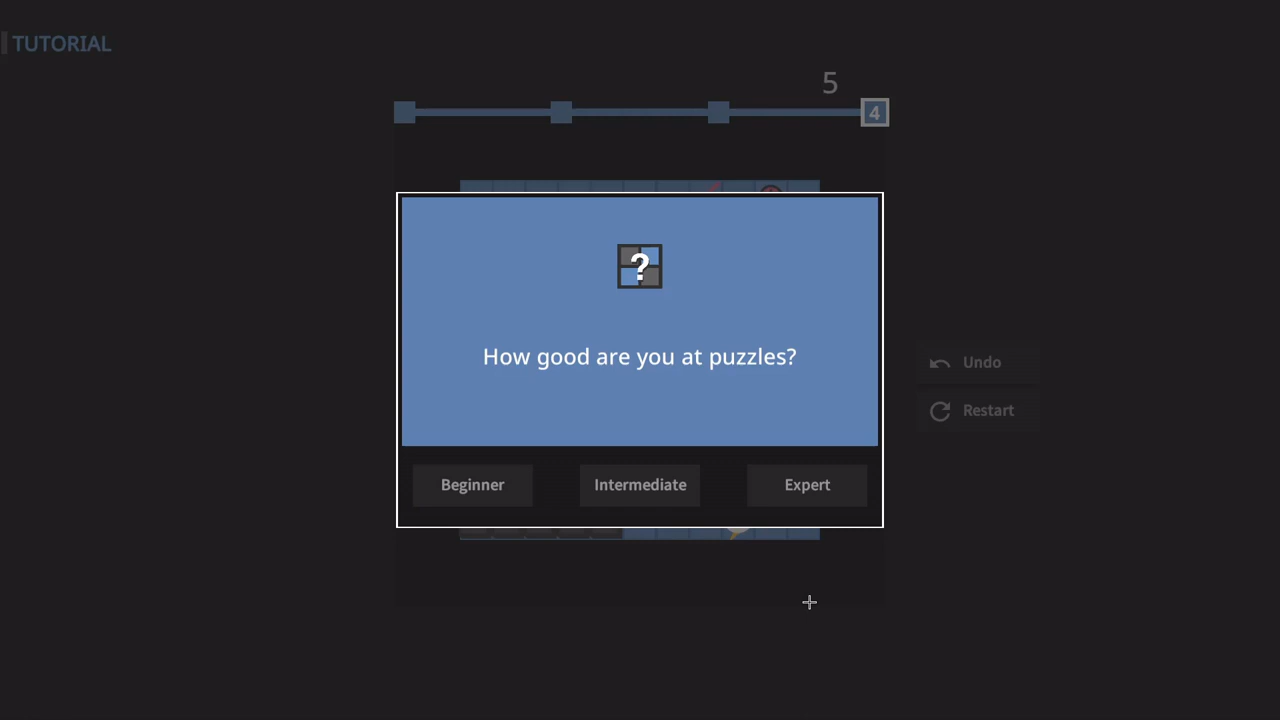 TUTORIAL
5
4
?
How good are you at puzzles?
Undo
Restart
Beginner
Intermediate
Expert